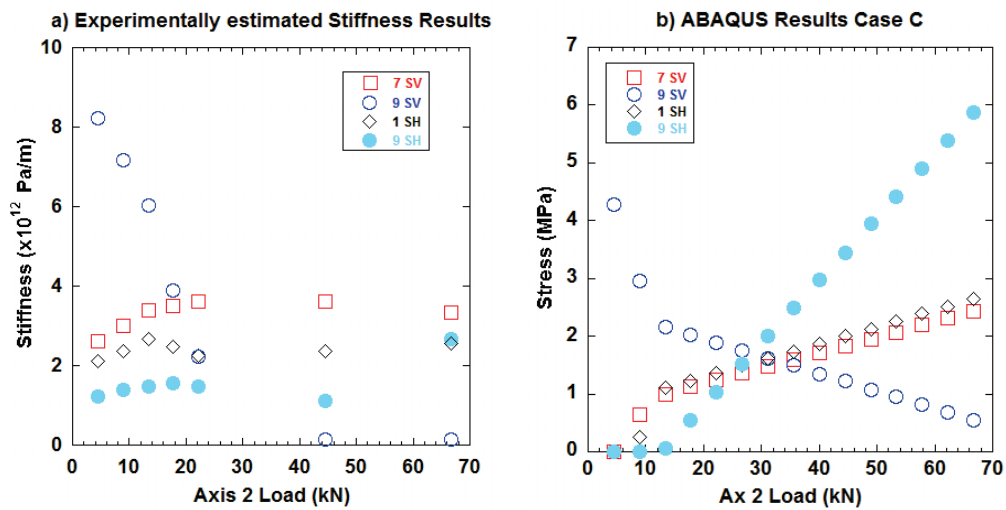 a) Experimentally estimated Stiffness Results
10
8
6
4
2
0
Stiffness (x10¹² Pa/m)
7 SV
9 SV
1 SH
9 SH
0 10 20 30 40 50 60 70
Axis 2 Load (kN)
b) ABAQUS Results Case C
7
6
5
4
3
2
1
0
Stress (MPa)
7 SV
9 SV
1 SH
9 SH
0 10 20 30 40 50 60 70
Ax 2 Load (kN)